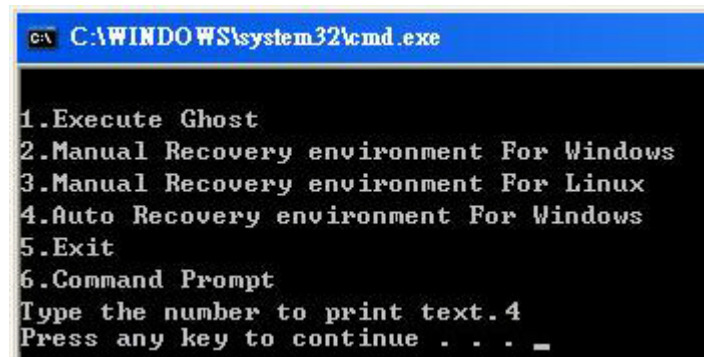 C:\WINDOWS\system32\cmd.exe
1.Execute Ghost
2.Manual Recovery environment For Windows
3.Manual Recovery environment For Linux
4.Auto Recovery environment For Windows
5.Exit
6.Command Prompt
Type the number to print text.4
Press any key to continue . . . _